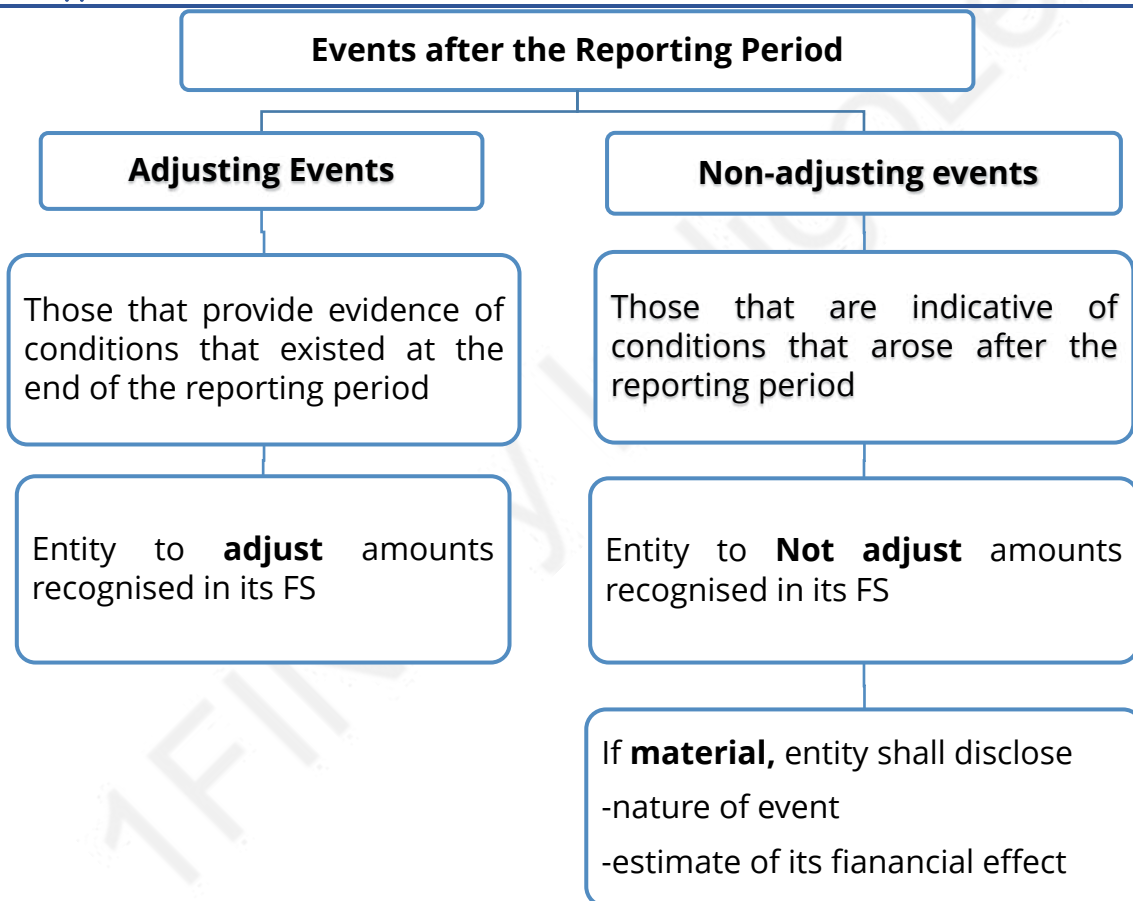 Events after the Reporting Period
Adjusting Events
Non-adjusting events
Those that provide evidence of
conditions that existed at the
end of the reporting period
Those that are indicative of
conditions that arose after the
reporting period
Entity to adjust amounts
recognised in its FS
Entity to Not adjust amounts
recognised in its FS
If material, entity shall disclose
-nature of event
-estimate of its fianancial effect